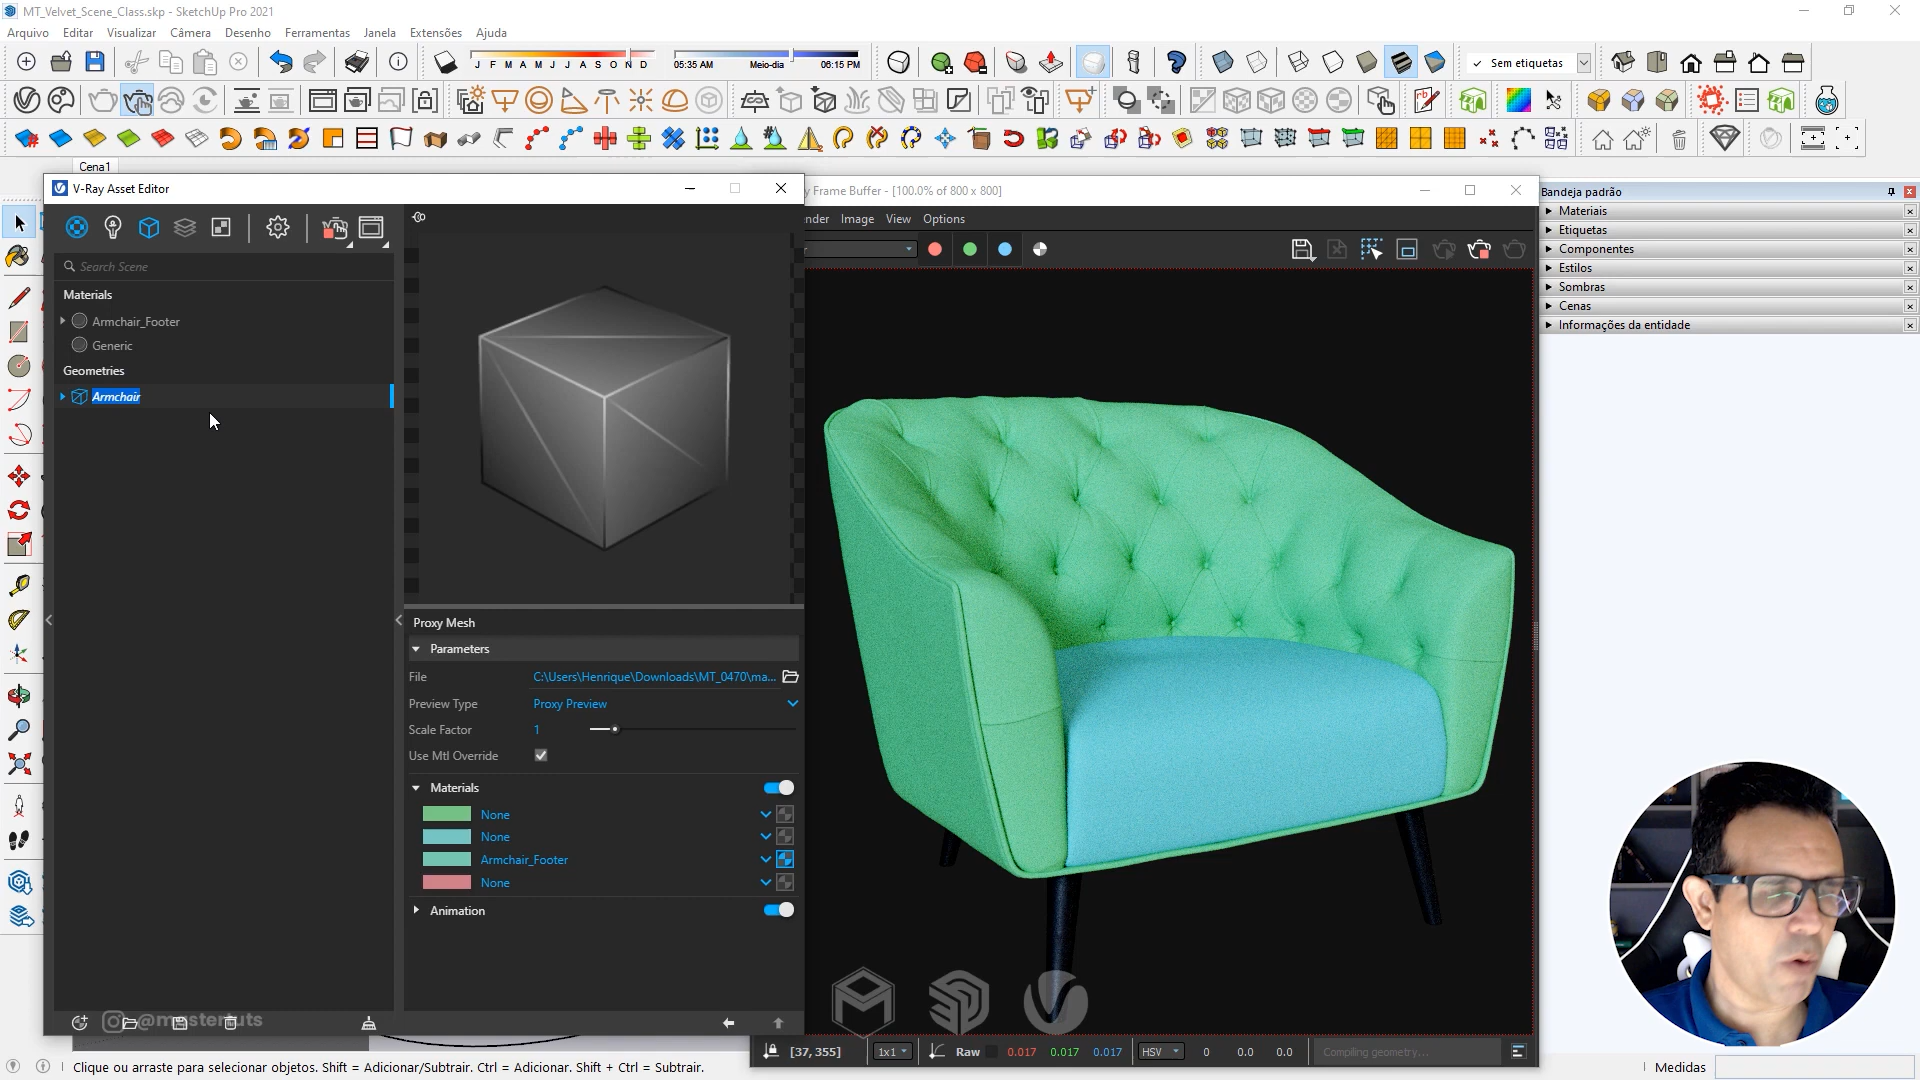 MT_Velvet_Scene_Class.skp - SketchUp Pro 2021
Arquivo Editar Visualizar Câmera Desenho Ferramentas Janela Extensões Ajuda
J F M A M J J A S O N D
05:35 AM Meio-dia 06:15 PM
Sem etiquetas
Cena1
V-Ray Asset Editor
Search Scene
Materials
Armchair_Footer
Generic
Geometries
Armchair
Proxy Mesh
Parameters
File C:\Users\Henrique\Downloads\MT_0470\ma...
Preview Type Proxy Preview
Scale Factor 1
Use Mtl Override
Materials
None
None
Armchair_Footer
None
Animation
@mastertuts
y Frame Buffer - [100.0% of 800 x 800]
nder Image View Options
[37, 355] 1x1 Raw 0.017 0.017 0.017 HSV 0 0.0 0.0 Compiling geometry...
Bandeja padrão
Materiais
Etiquetas
Componentes
Estilos
Sombras
Cenas
Informações da entidade
Clique ou arraste para selecionar objetos. Shift = Adicionar/Subtrair. Ctrl = Adicionar. Shift + Ctrl = Subtrair.
Medidas